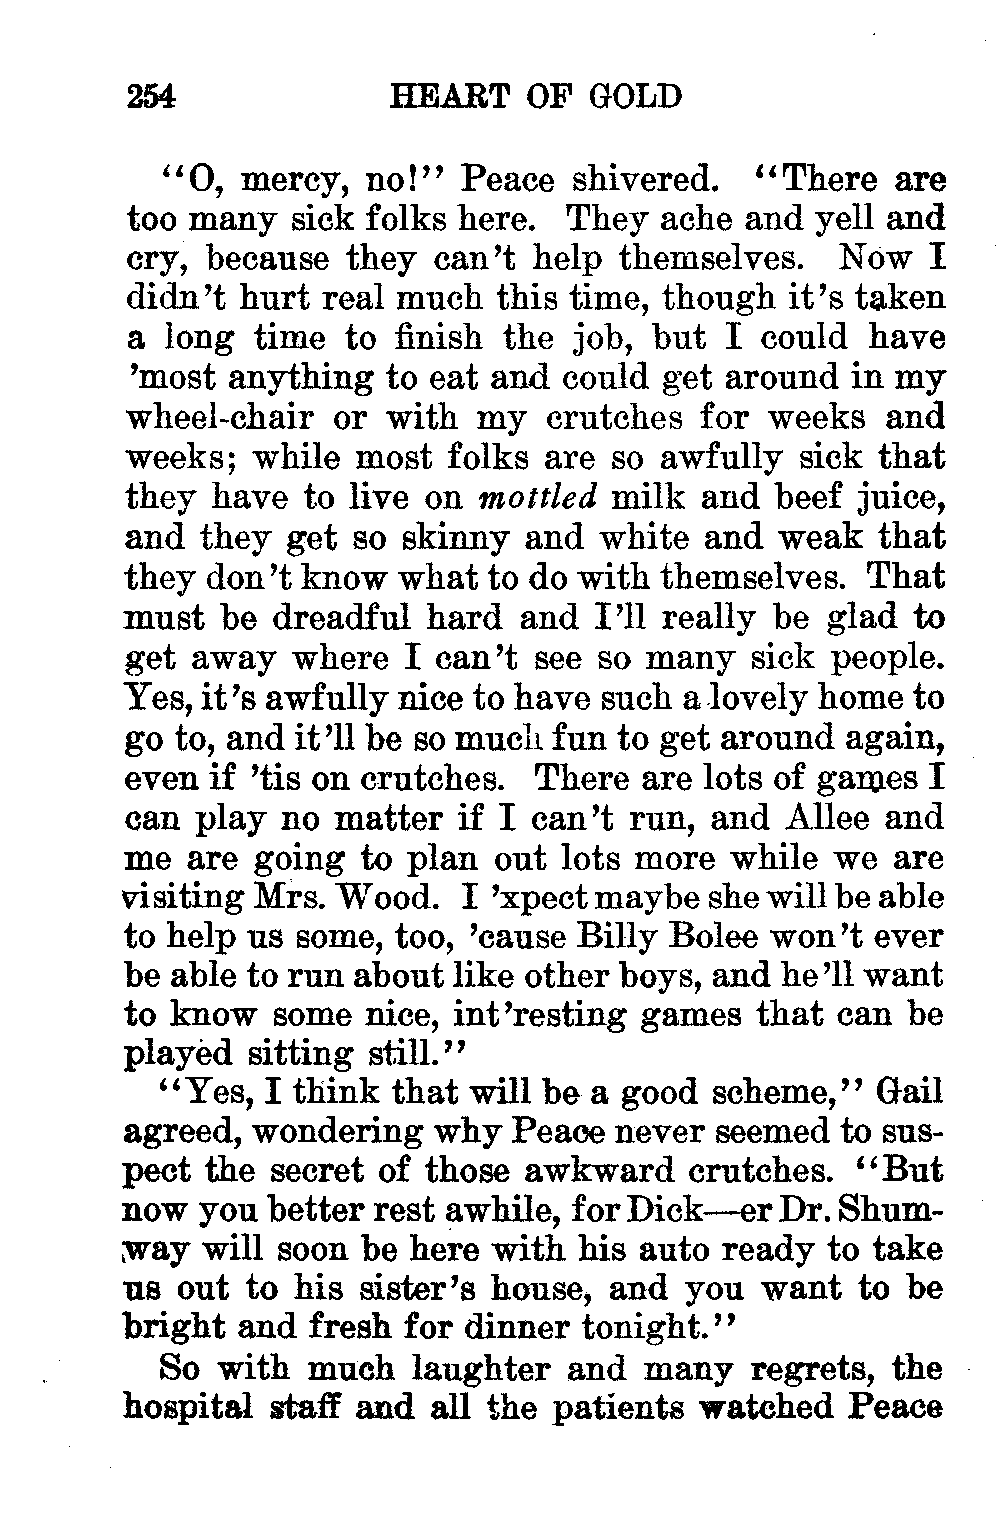 254 HEART OF GOLD
“O, mercy, no!” Peace shivered. “There are
too many sick folks here. They ache and yell and
cry, because they can’t help themselves. Now I
didn’t hurt real much this time, though it’s taken
a long time to finish the job, but I could have
’most anything to eat and could get around in my
wheel-chair or with my crutches for weeks and
weeks; while most folks are so awfully sick that
they have to live on mottled milk and beef juice,
and they get so skinny and white and weak that
they don’t know what to do with themselves. That
must be dreadful hard and I’ll really be glad to
get away where I can’t see so many sick people.
Yes, it’s awfully nice to have such a lovely home to
go to, and it’ll be so much fun to get around again,
even if ’tis on crutches. There are lots of games I
can play no matter if I can’t run, and Allee and
me are going to plan out lots more while we are
visiting Mrs. Wood. I ’xpect maybe she will be able
to help us some, too, ’cause Billy Bolee won’t ever
be able to run about like other boys, and he’ll want
to know some nice, int’resting games that can be
played sitting still.”
“Yes, I think that will be a good scheme,” Gail
agreed, wondering why Peace never seemed to sus-
pect the secret of those awkward crutches. “But
now you better rest awhile, for Dick—er Dr. Shum-
way will soon be here with his auto ready to take
us out to his sister’s house, and you want to be
bright and fresh for dinner tonight.”
So with much laughter and many regrets, the
hospital staff and all the patients watched Peace